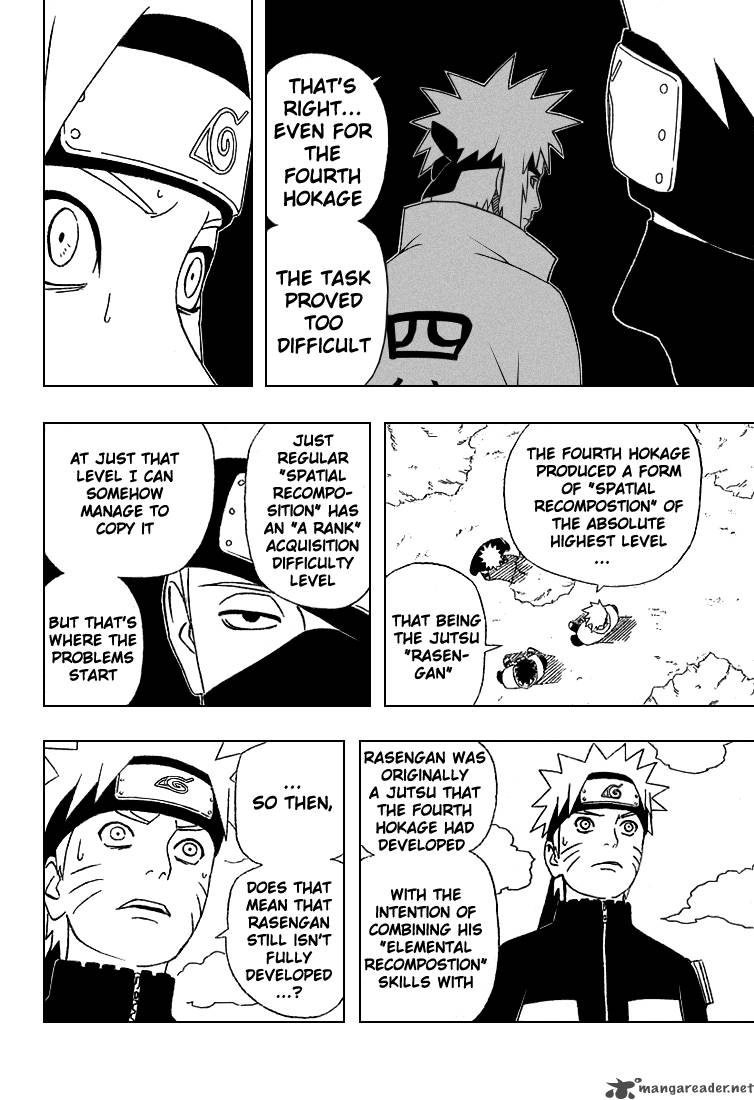 THAT'S
RIGHT...
EVEN FOR
THE
FOURTH
HOKAGE
THE TASK
PROVED
TOO
DIFFICULT
四
THE FOURTH HOKAGE
PRODUCED A FORM
OF "SPATIAL
RECOMPOSTION" OF
THE ABSOLUTE
HIGHEST LEVEL
...
THAT BEING
THE JUTSU
"RASEN-
GAN"
JUST
REGULAR
"SPATIAL
RECOMPO-
SITION" HAS
AN "A RANK"
ACQUISITION
DIFFICULTY
LEVEL
AT JUST THAT
LEVEL I CAN
SOMEHOW
MANAGE TO
COPY IT
BUT THAT'S
WHERE THE
PROBLEMS
START
RASENGAN WAS
ORIGINALLY
A JUTSU THAT
THE FOURTH
HOKAGE HAD
DEVELOPED
WITH THE
INTENTION OF
COMBINING HIS
"ELEMENTAL
RECOMPOSTION"
SKILLS WITH
...
SO THEN,
DOES THAT
MEAN THAT
RASENGAN
STILL ISN'T
FULLY
DEVELOPED
...?
mangareader.net